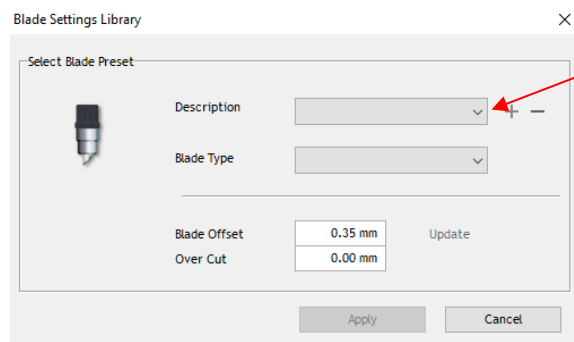 Blade Settings Library
Select Blade Preset
Description
Blade Type
Blade Offset 0.35 mm Update
Over Cut 0.00 mm
Apply Cancel